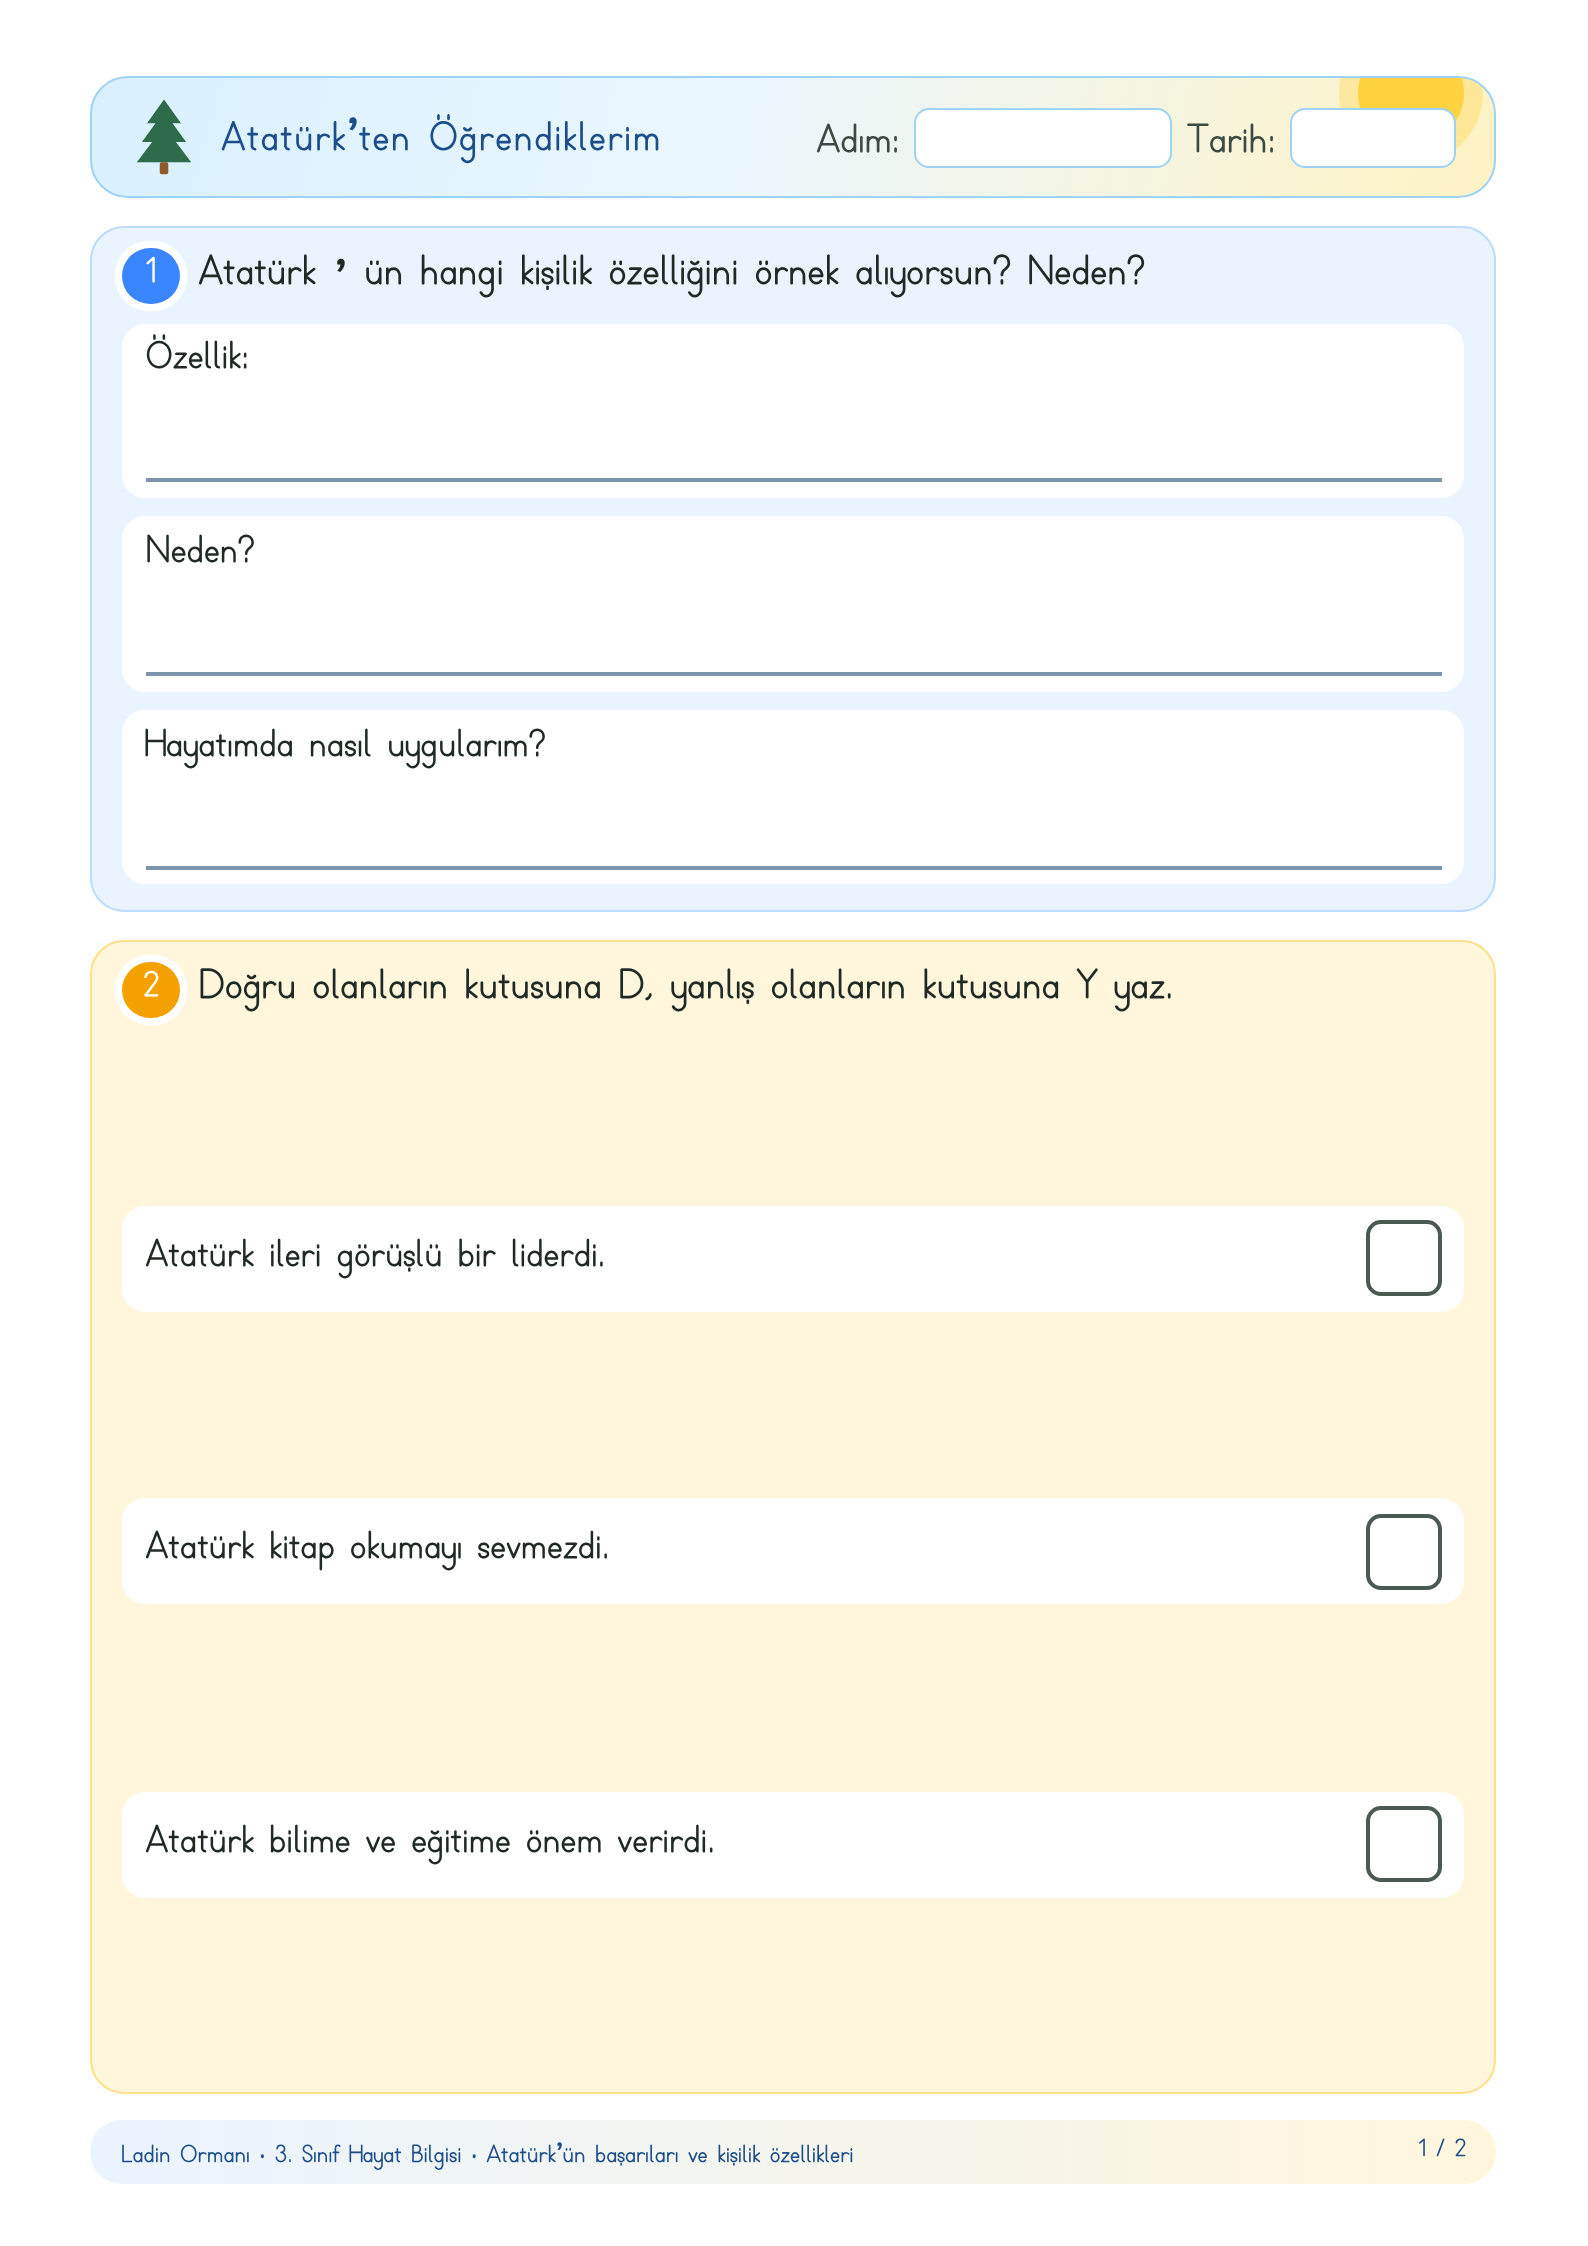 Atatürk’ten Öğrendiklerim
Adım:
Tarih:
1
Atatürk ’ ün hangi kişilik özelliğini örnek alıyorsun? Neden?
Özellik:
Neden?
Hayatımda nasıl uygularım?
2
Doğru olanların kutusuna D, yanlış olanların kutusuna Y yaz.
Atatürk ileri görüşlü bir liderdi.
Atatürk kitap okumayı sevmezdi.
Atatürk bilime ve eğitime önem verirdi.
Ladin Ormanı • 3. Sınıf Hayat Bilgisi • Atatürk’ün başarıları ve kişilik özellikleri
1 / 2